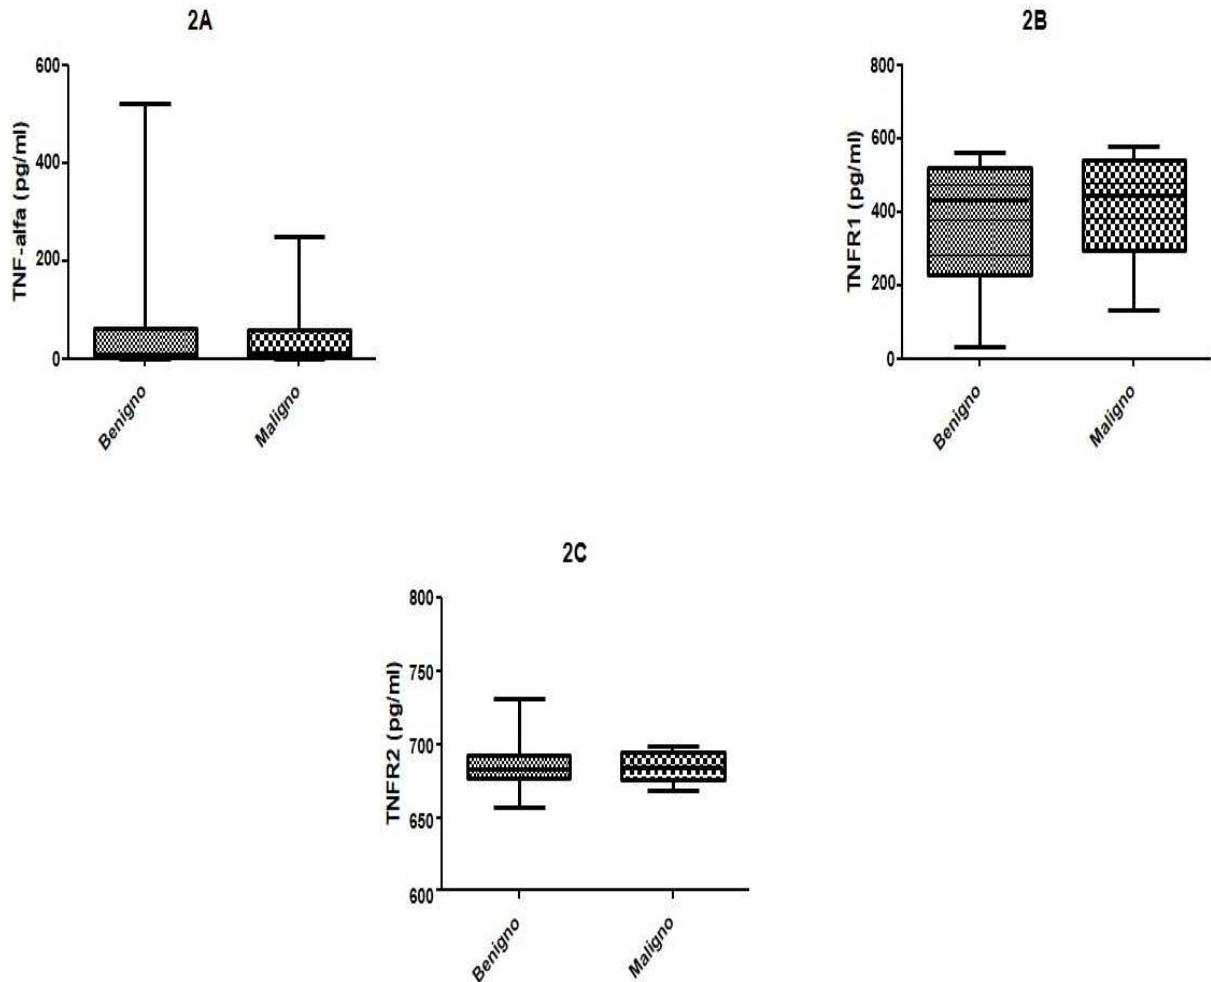 2A
600
400
200
0
TNF-alfa (pg/ml)
Benigno
Maligno
2B
800
600
400
200
0
TNFR1 (pg/ml)
Benigno
Maligno
2C
800
750
700
650
600
TNFR2 (pg/ml)
Benigno
Maligno